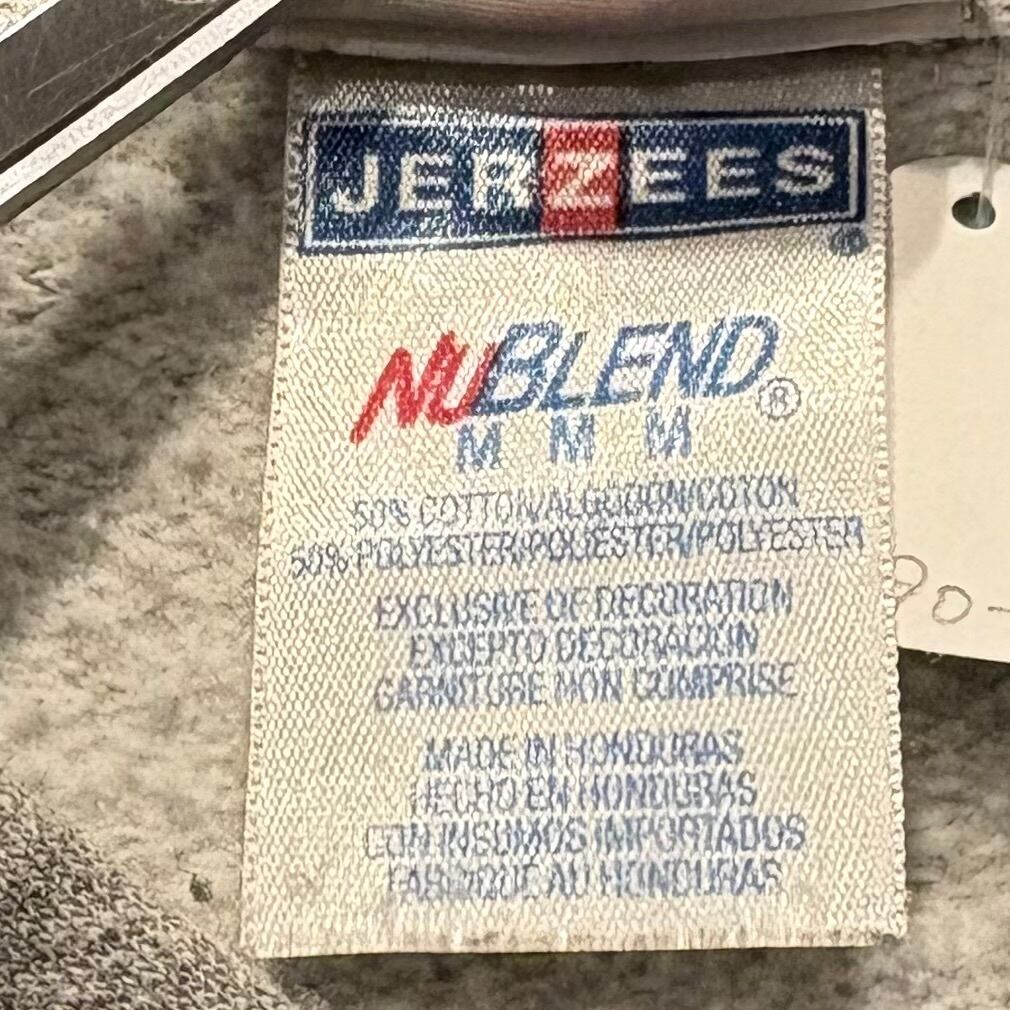 JERZEES
NUBLEND®
M M M
50% COTTON/ALGODON/COTON
50% POLYESTER/POLIESTER/POLYESTER
EXCLUSIVE OF DECORATION
EXCEPTO DECORACION
GARNITURE NON COMPRISE
MADE IN HONDURAS
HECHO EN HONDURAS
CON INSUMOS IMPORTADOS
FABRIQUE AU HONDURAS
90-